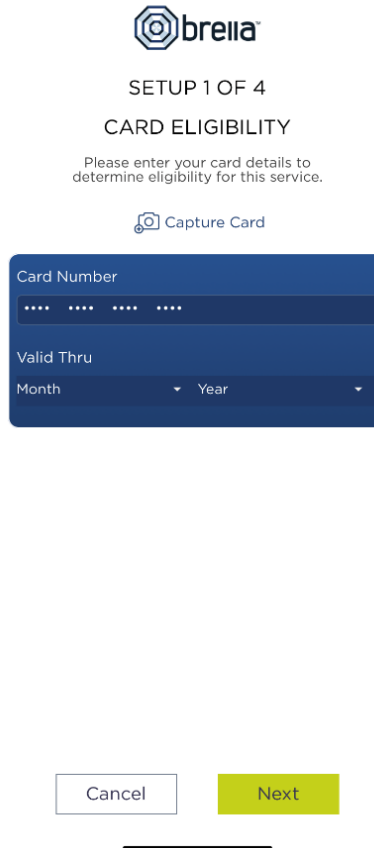 brella™
SETUP 1 OF 4
CARD ELIGIBILITY
Please enter your card details to
determine eligibility for this service.
Capture Card
Card Number
•••• •••• •••• ••••
Valid Thru
Month Year
Cancel Next